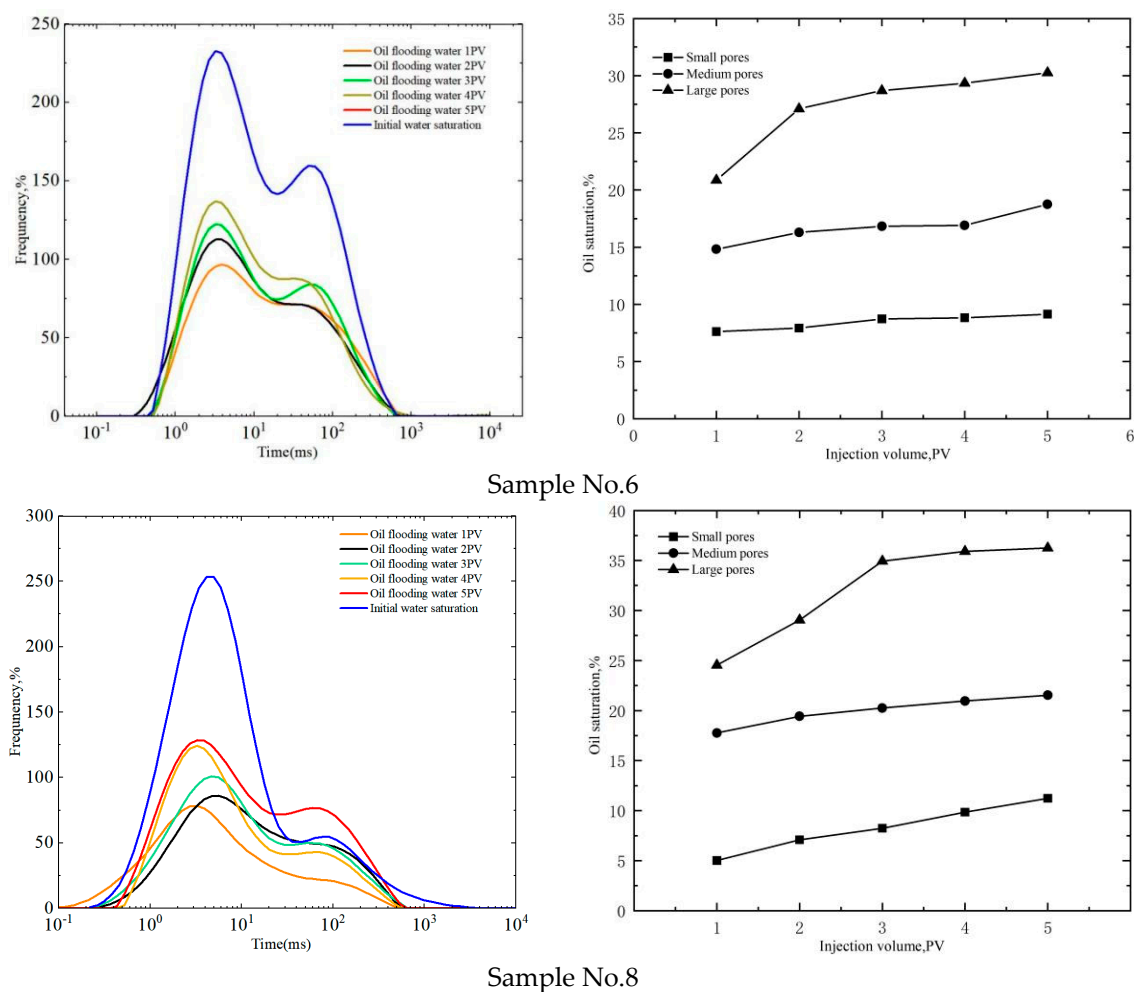 250
200
150
100
50
0
Frequnency,%
Oil flooding water 1PV
Oil flooding water 2PV
Oil flooding water 3PV
Oil flooding water 4PV
Oil flooding water 5PV
Initial water saturation
10-1 100 101 102 103 104
Time(ms)
35
30
25
20
15
10
5
0
Oil saturation,%
Small pores
Medium pores
Large pores
0 1 2 3 4 5 6
Injection volume,PV
Sample No.6
300
250
200
150
100
50
0
Frequnency,%
Oil flooding water 1PV
Oil flooding water 2PV
Oil flooding water 3PV
Oil flooding water 4PV
Oil flooding water 5PV
Initial water saturation
10-1 100 101 102 103 104
Time(ms)
40
35
30
25
20
15
10
5
0
Oil saturation,%
Small pores
Medium pores
Large pores
1 2 3 4 5
Injection volume,PV
Sample No.8